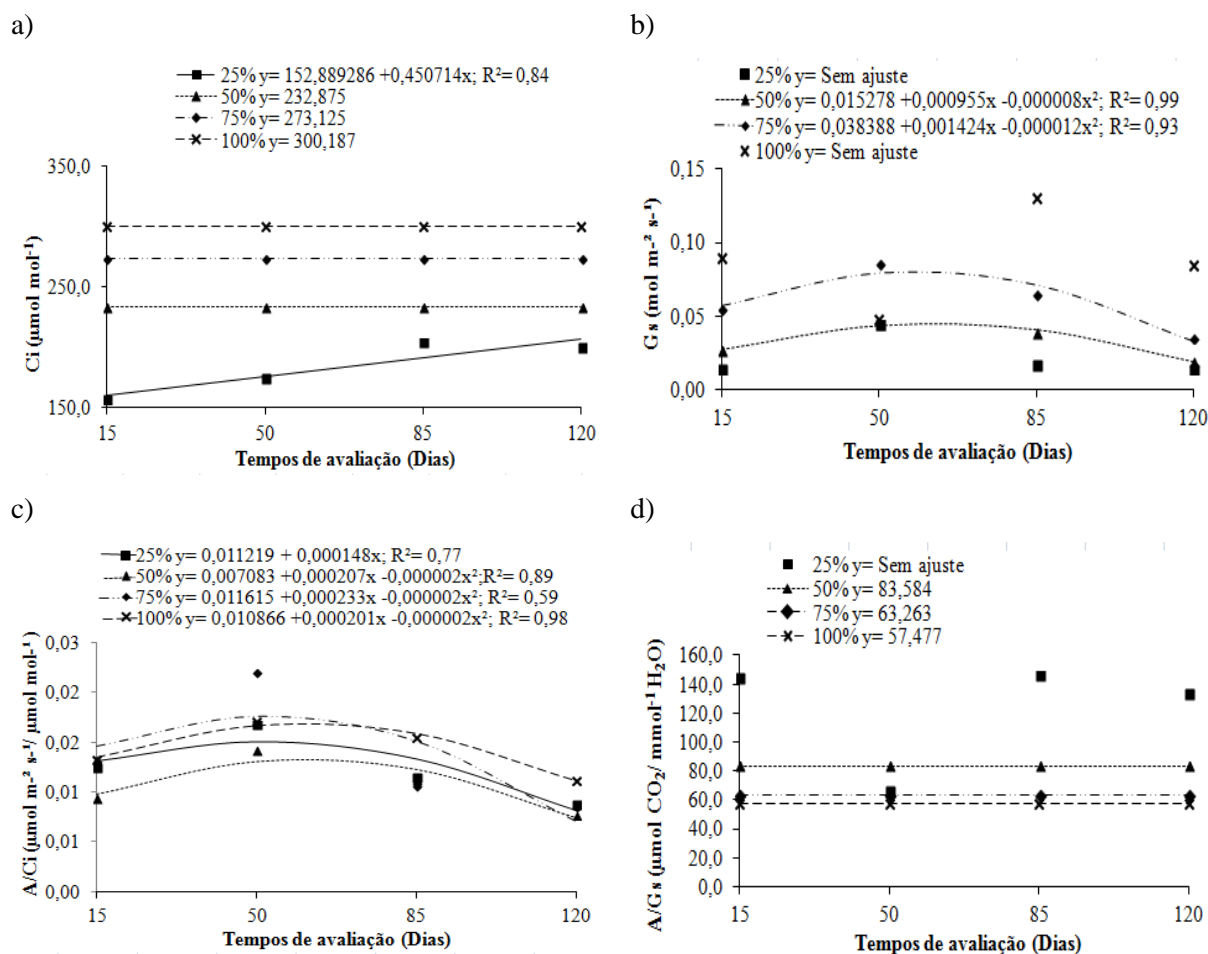 a)
25% y= 152,889286 +0,450714x; R²= 0,84
50% y= 232,875
75% y= 273,125
100% y= 300,187
350,0
250,0
150,0
Ci (µmol mol⁻¹)
15 50 85 120
Tempos de avaliação (Dias)
b)
25% y= Sem ajuste
50% y= 0,015278 +0,000955x -0,000008x²; R²= 0,99
75% y= 0,038388 +0,001424x -0,000012x²; R²= 0,93
100% y= Sem ajuste
0,15
0,10
0,05
0,00
Gs (mol m⁻² s⁻¹)
15 50 85 120
Tempos de avaliação (Dias)
c)
25% y= 0,011219 + 0,000148x; R²= 0,77
50% y= 0,007083 +0,000207x -0,000002x²;R²= 0,89
75% y= 0,011615 +0,000233x -0,000002x²; R²= 0,59
100% y= 0,010866 +0,000201x -0,000002x²; R²= 0,98
0,03
0,02
0,02
0,01
0,01
0,00
A/Ci (µmol m⁻² s⁻¹/ µmol mol⁻¹)
15 50 85 120
Tempos de avaliação (Dias)
d)
25% y= Sem ajuste
50% y= 83,584
75% y= 63,263
100% y= 57,477
160,0
140,0
120,0
100,0
80,0
60,0
40,0
20,0
0,0
A/Gs (µmol CO₂/ mmol⁻¹ H₂O)
15 50 85 120
Tempos de avaliação (Dias)